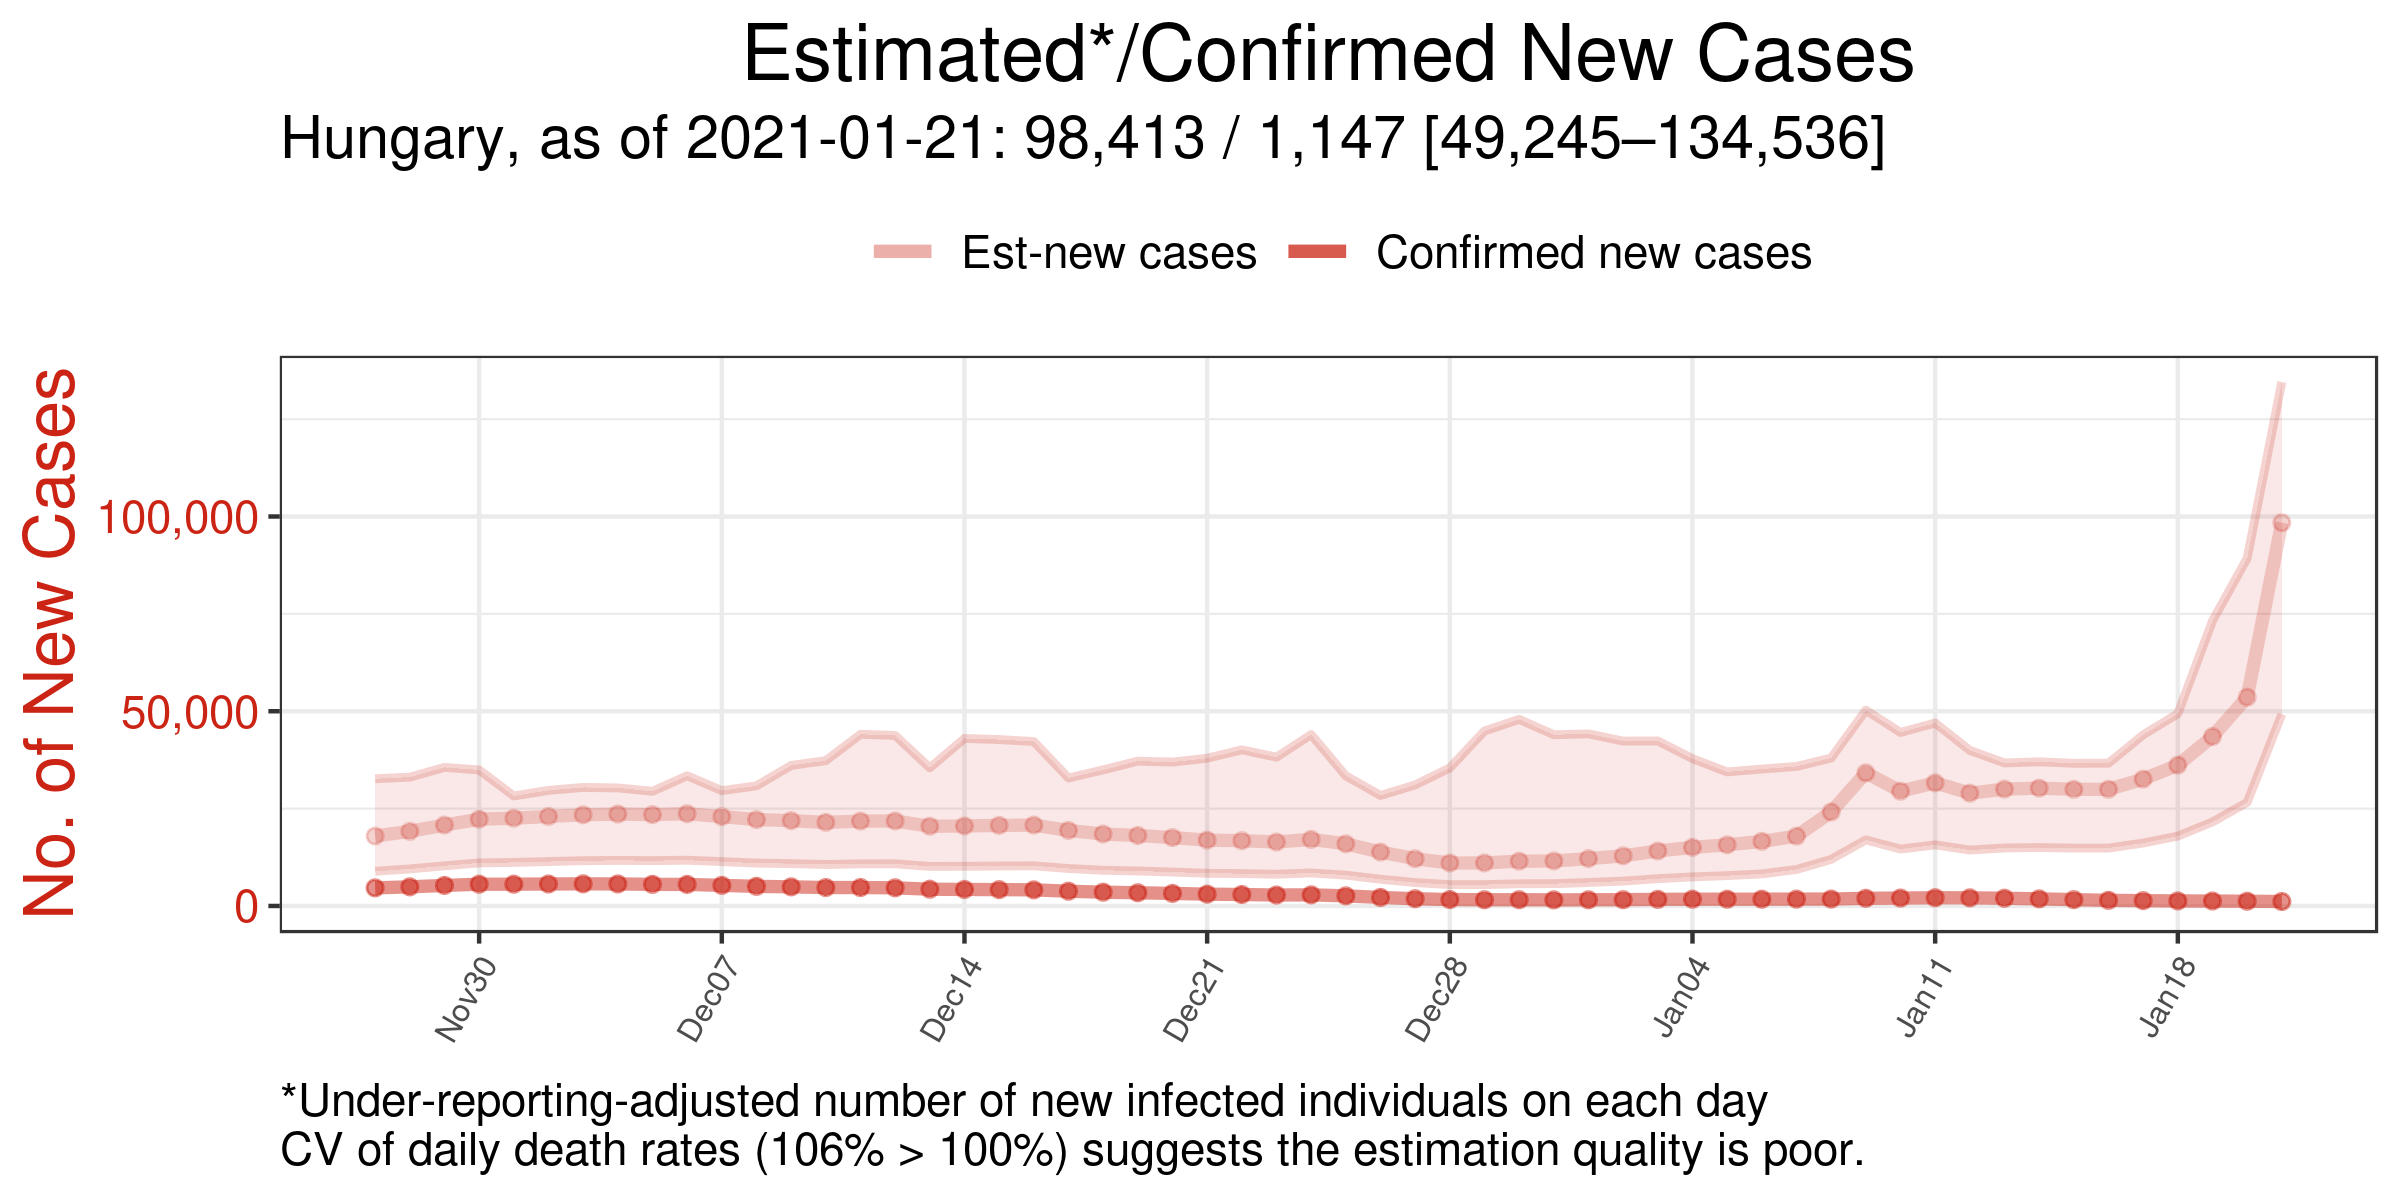 Estimated*/Confirmed New Cases
Hungary, as of 2021-01-21: 98,413 / 1,147 [49,245–134,536]
Est-new cases Confirmed new cases
No. of New Cases
100,000
50,000
0
Nov30 Dec07 Dec14 Dec21 Dec28 Jan04 Jan11 Jan18
*Under-reporting-adjusted number of new infected individuals on each day
CV of daily death rates (106% > 100%) suggests the estimation quality is poor.